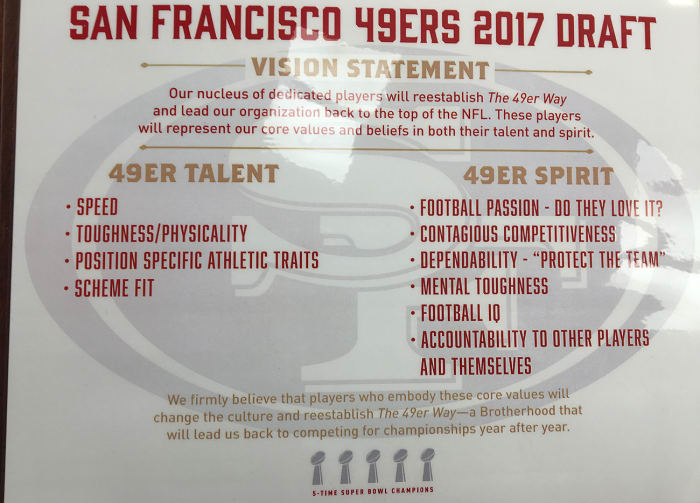 SAN FRANCISCO 49ERS 2017 DRAFT
VISION STATEMENT
Our nucleus of dedicated players will reestablish The 49er Way
and lead our organization back to the top of the NFL. These players
will represent our core values and beliefs in both their talent and spirit.
49ER TALENT
• SPEED
• TOUGHNESS/PHYSICALITY
• POSITION SPECIFIC ATHLETIC TRAITS
• SCHEME FIT
49ER SPIRIT
• FOOTBALL PASSION - DO THEY LOVE IT?
• CONTAGIOUS COMPETITIVENESS
• DEPENDABILITY - “PROTECT THE TEAM”
• MENTAL TOUGHNESS
• FOOTBALL IQ
• ACCOUNTABILITY TO OTHER PLAYERS
AND THEMSELVES
We firmly believe that players who embody these core values will
change the culture and reestablish The 49er Way—a Brotherhood that
will lead us back to competing for championships year after year.
5-TIME SUPER BOWL CHAMPIONS
SF